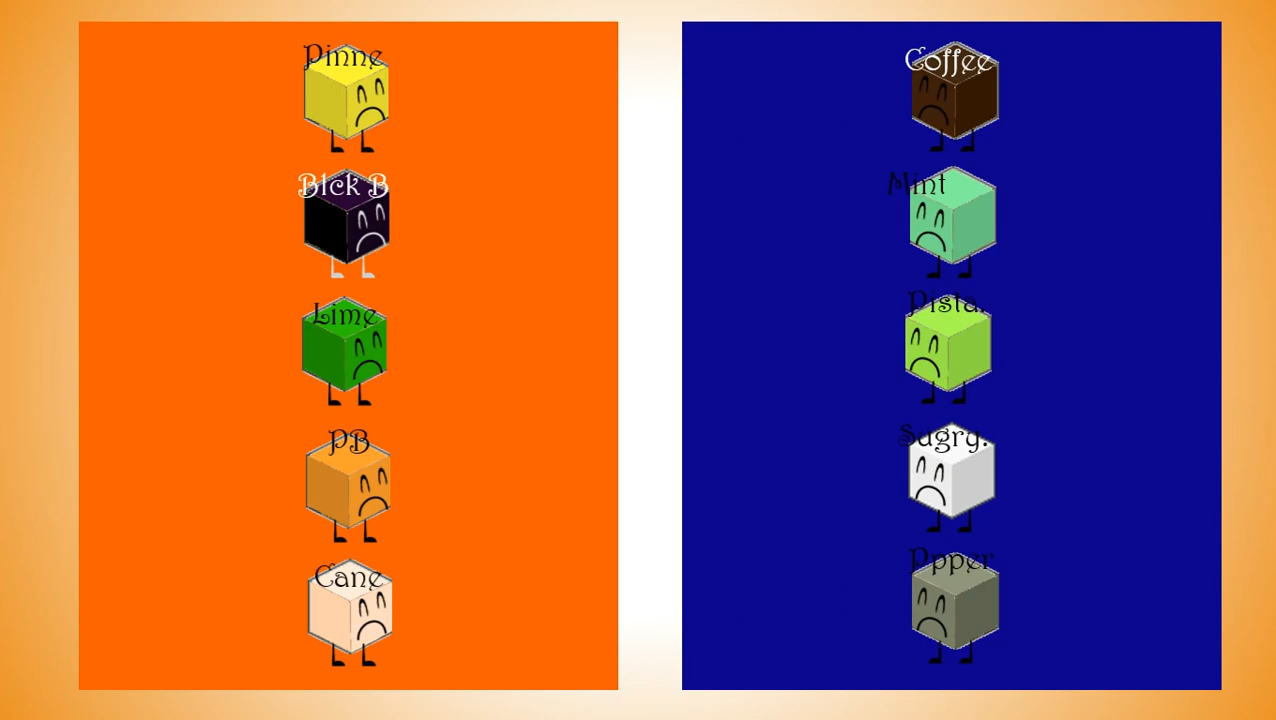 Pinne
Blck B
Lime
PB
Cane
Coffee
Mint
Pista.
Sugry.
Ppper